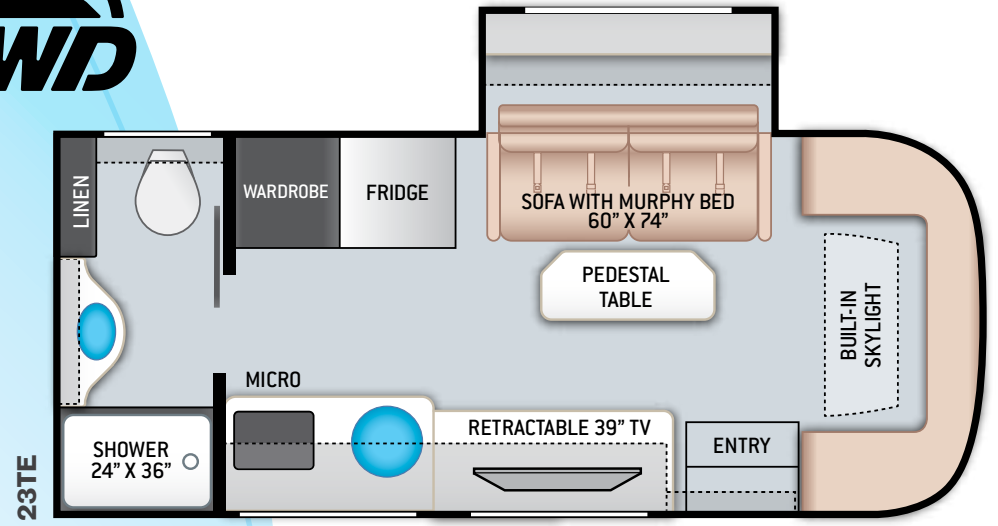 WD
LINEN
WARDROBE
FRIDGE
SOFA WITH MURPHY BED
60” X 74”
PEDESTAL
TABLE
BUILT-IN
SKYLIGHT
MICRO
RETRACTABLE 39” TV
ENTRY
SHOWER
24” X 36”
23TE